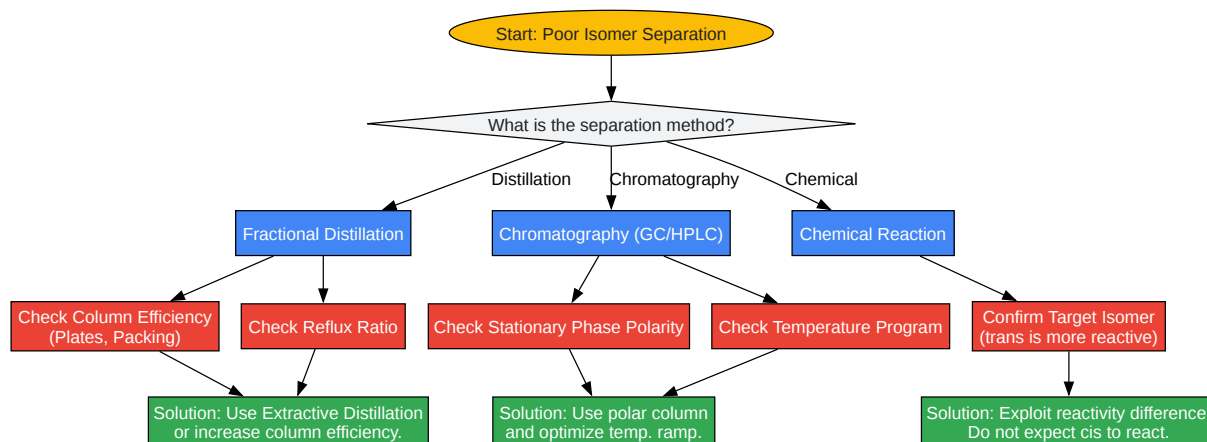 Start: Poor Isomer Separation
What is the separation method?
Distillation
Chromatography
Chemical
Fractional Distillation
Chromatography (GC/HPLC)
Chemical Reaction
Check Column Efficiency
(Plates, Packing)
Check Reflux Ratio
Check Stationary Phase Polarity
Check Temperature Program
Confirm Target Isomer
(trans is more reactive)
Solution: Use Extractive Distillation
or increase column efficiency.
Solution: Use polar column
and optimize temp. ramp.
Solution: Exploit reactivity difference.
Do not expect cis to react.